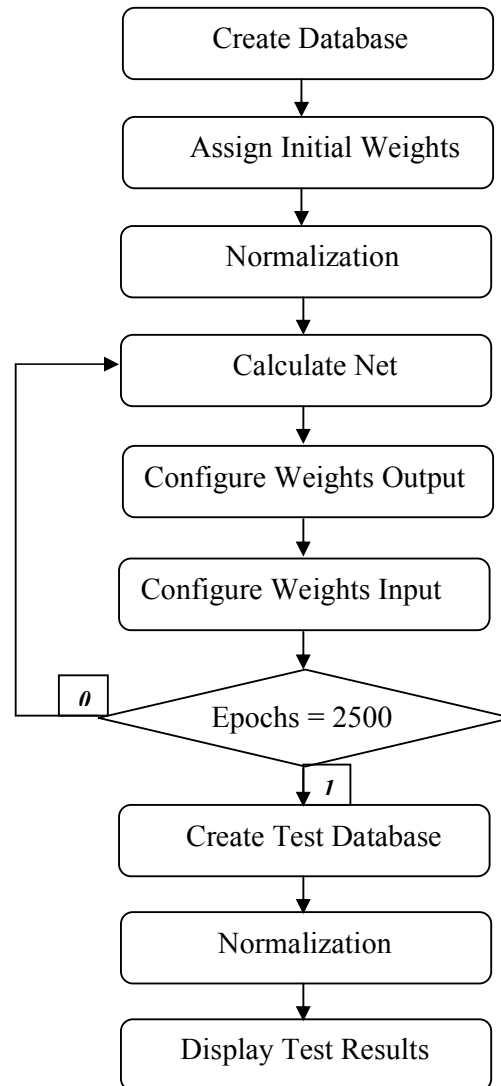 Create Database
Assign Initial Weights
Normalization
Calculate Net
Configure Weights Output
Configure Weights Input
0
Epochs = 2500
1
Create Test Database
Normalization
Display Test Results